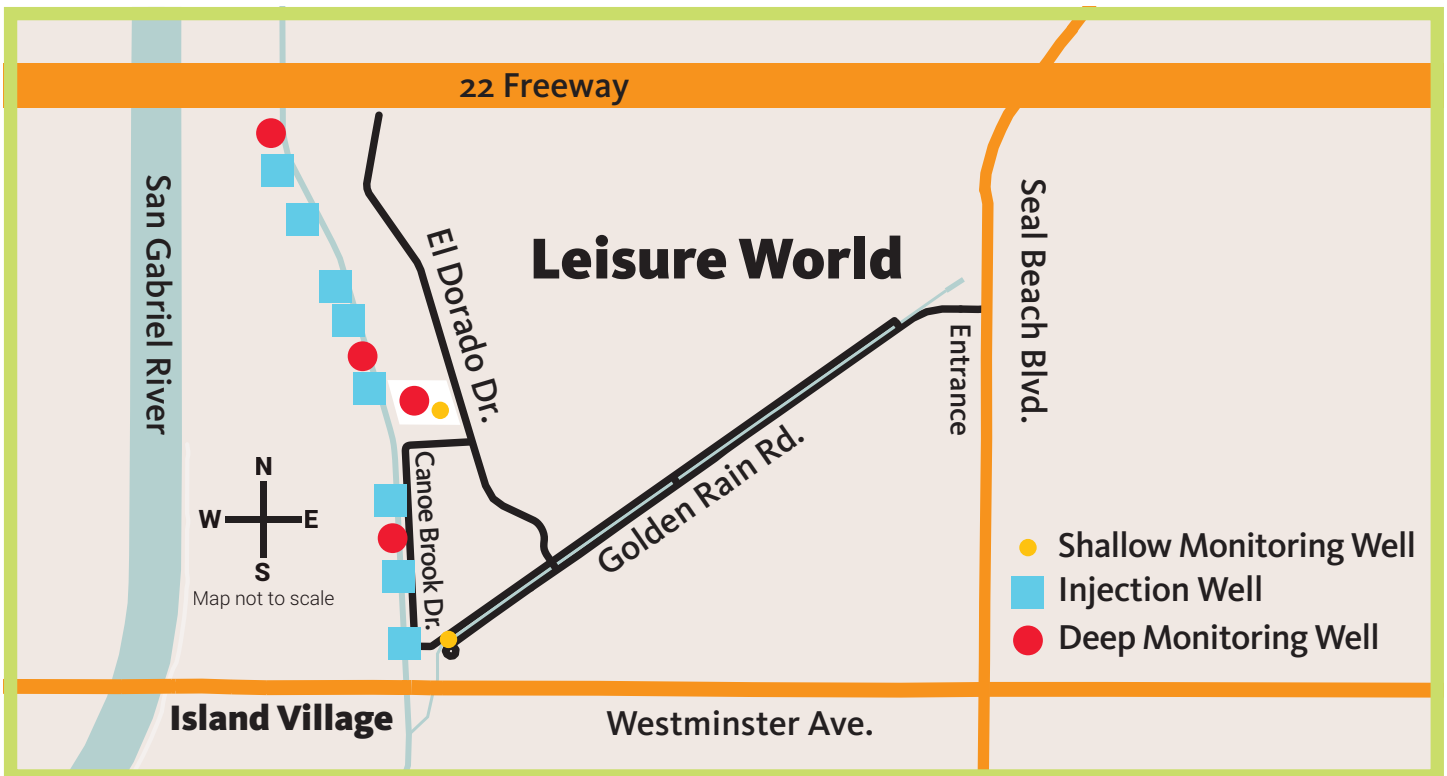 22 Freeway
San Gabriel River
El Dorado Dr.
Leisure World
Seal Beach Blvd.
Entrance
Golden Rain Rd.
Canoe Brook Dr.
N
W
E
S
Map not to scale
Shallow Monitoring Well
Injection Well
Deep Monitoring Well
Island Village
Westminster Ave.